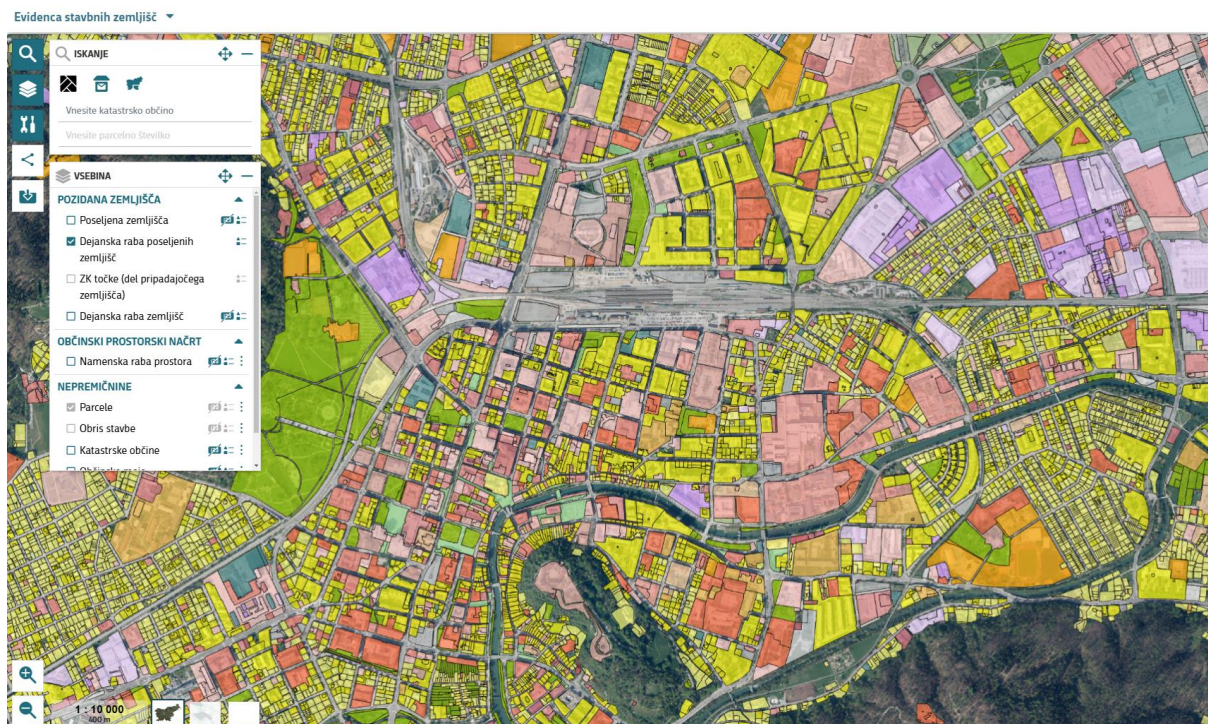 Evidenca stavbnih zemljišč
ISKANJE
Vnesite katastrsko občino
Vnesite parcelno številko
VSEBINA
POZIDANA ZEMLJIŠČA
Poseljena zemljišča
Dejanska raba poseljenih
zemljišč
ZK točke (del pripadajočega
zemljišča)
Dejanska raba zemljišč
OBČINSKI PROSTORSKI NAČRT
Namenska raba prostora
NEPREMIČNINE
Parcele
Obris stavbe
Katastrske občine
1 : 10 000
400 m